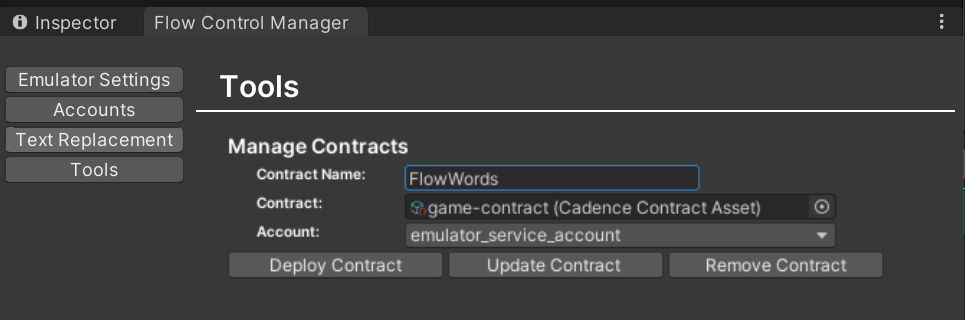 Inspector
Flow Control Manager
Emulator Settings
Accounts
Text Replacement
Tools
Tools
Manage Contracts
Contract Name: FlowWords
Contract: game-contract (Cadence Contract Asset)
Account: emulator_service_account
Deploy Contract Update Contract Remove Contract